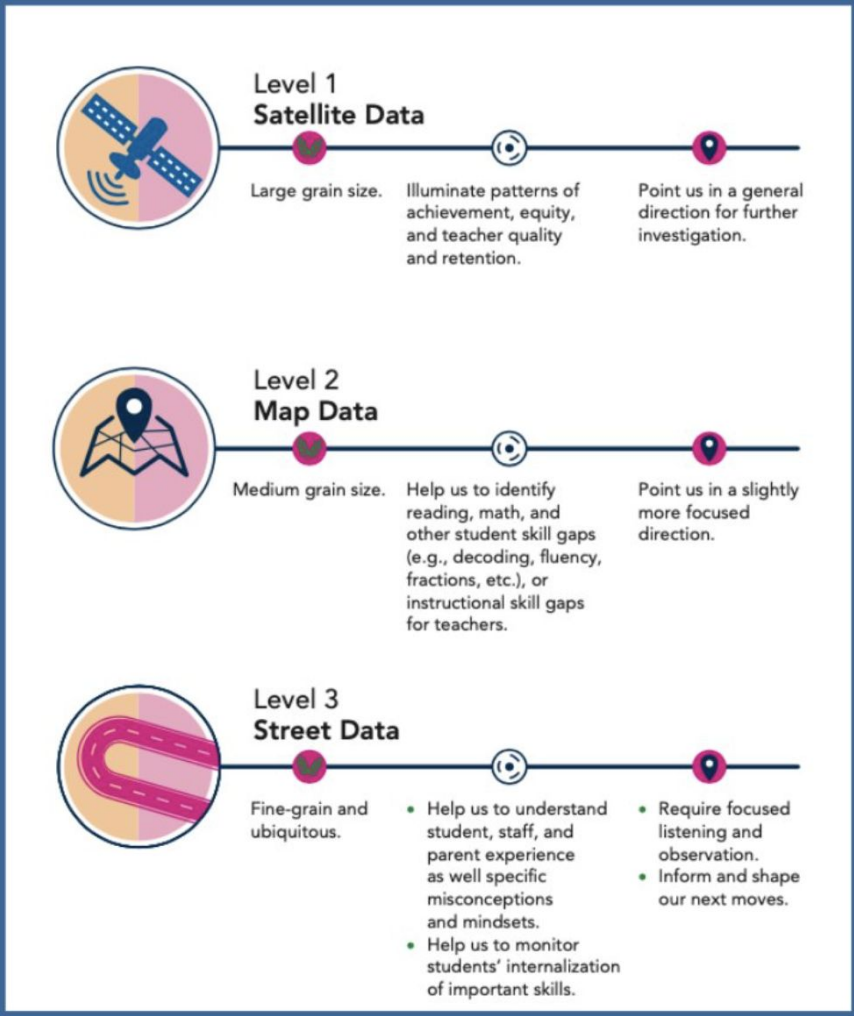 Level 1
Satellite Data
Large grain size.
Illuminate patterns of
achievement, equity,
and teacher quality
and retention.
Point us in a general
direction for further
investigation.
Level 2
Map Data
Medium grain size.
Help us to identify
reading, math, and
other student skill gaps
(e.g., decoding, fluency,
fractions, etc.), or
instructional skill gaps
for teachers.
Point us in a slightly
more focused
direction.
Level 3
Street Data
Fine-grain and
ubiquitous.
• Help us to understand
student, staff, and
parent experience
as well specific
misconceptions
and mindsets.
• Help us to monitor
students’ internalization
of important skills.
• Require focused
listening and
observation.
• Inform and shape
our next moves.